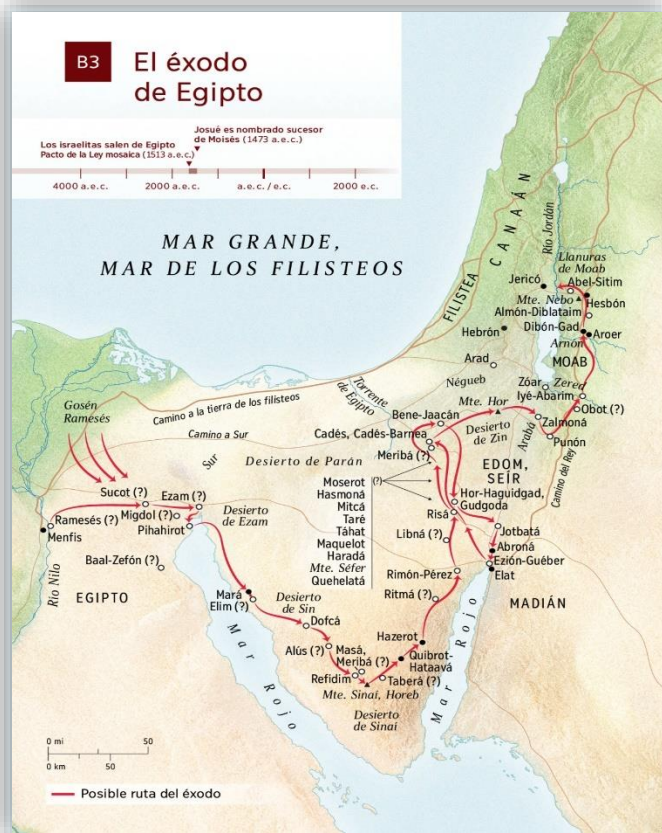 B3
El éxodo
de Egipto
Los israelitas salen de Egipto
Pacto de la Ley mosaica (1513 a.e.c.)
Josué es nombrado sucesor
de Moisés (1473 a.e.c.)
4000 a.e.c.
2000 a.e.c.
a.e.c. / e.c.
2000 e.c.
MAR GRANDE,
MAR DE LOS FILISTEOS
FILISTEA
CANAÁN
Río Jordán
Llanuras
de Moab
Jericó
Abel-Sitim
Mte. Nebo
Hesbón
Almón-Diblataim
Dibón-Gad
Aroer
Hebrón
Arnón
MOAB
Arad
Négueb
Zóar
Zered
Iyé-Abarim
Obot (?)
Torrente
de Egipto
Mte. Hor
Bene-Jaacán
Zalmoná
Punón
Gosén
Ramesés
Camino a la tierra de los filísteos
Camino a Sur
Sur
Cadés, Cadés-Barnea
Meribá (?)
Desierto
de Zin
Arabá
Camino del Rey
Desierto de Parán
EDOM,
SEÍR
Sucot (?)
Ezam (?)
Migdol (?)
Pihahirot
Ramesés (?)
Menfis
Desierto
de Ezam
Baal-Zefón (?)
Río Nilo
EGIPTO
Moserot
Hasmoná
Mitcá
Taré
Táhat
Maquelot
Haradá
Mte. Séfer
Quehelatá
(?)
Hor-Haguidgad,
Gudgoda
Risá
Jotbatá
Libná (?)
Abroná
Ezión-Guéber
Elat
Rimón-Pérez
Ritmá (?)
MADIÁN
Mará
Elim (?)
Desierto
de Sin
Dofcá
Mar Rojo
Alús (?)
Masá,
Meribá (?)
Hazerot
Quibrot-
Hataavá
Refidim
Taberá (?)
Mte. Sinaí, Horeb
Desierto
de Sinaí
Mar Rojo
0 mi
50
0 km
50
Posible ruta del éxodo